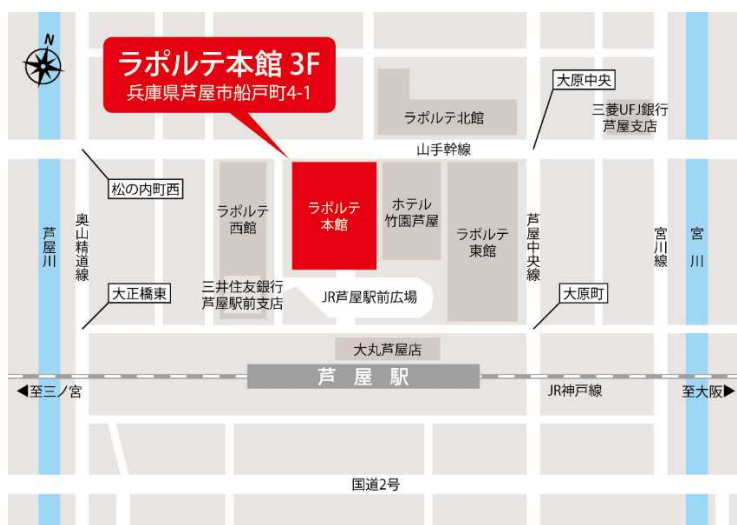 N
ラポルテ本館 3F
兵庫県芦屋市船戸町4-1
大原中央
ラポルテ北館
三菱UFJ銀行
芦屋支店
山手幹線
松の内町西
ラポルテ
西館
ラポルテ
本館
ホテル
竹園芦屋
ラポルテ
東館
芦屋川
奥山精道線
芦屋中央線
宮川線
宮川
大正橋東
三井住友銀行
芦屋駅前支店
JR芦屋駅前広場
大原町
大丸芦屋店
芦屋駅
◀至三ノ宮
JR神戸線
至大阪▶
国道2号